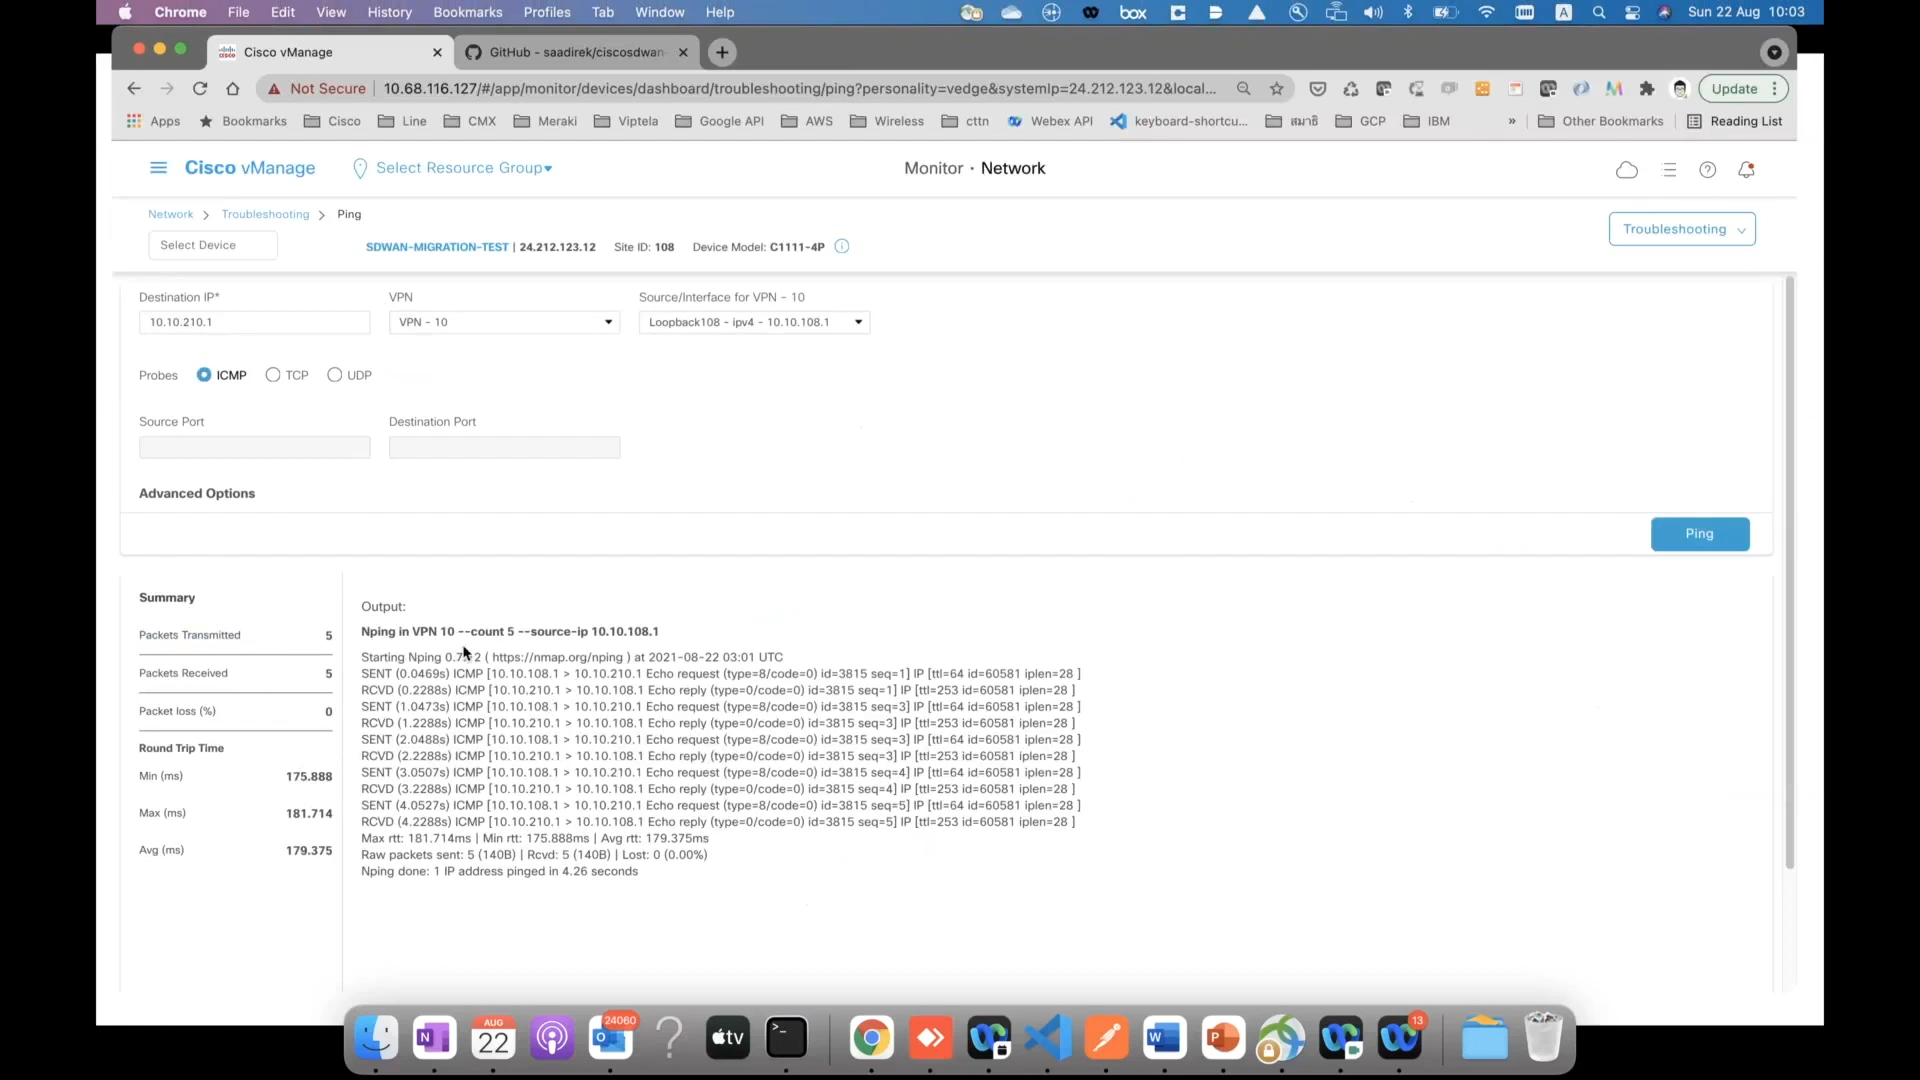 Chrome File Edit View History Bookmarks Profiles Tab Window Help box A Sun 22 Aug 10:03
Cisco vManage GitHub - saadirek/ciscosdwan-
Not Secure 10.68.116.127/#/app/monitor/devices/dashboard/troubleshooting/ping?personality=vedge&systemIp=24.212.123.12&local... Update
Apps Bookmarks Cisco Line CMX Meraki Viptela Google API AWS Wireless cttn Webex API keyboard-shortcu... สมาธิ GCP IBM » Other Bookmarks Reading List
Cisco vManage Select Resource Group Monitor · Network
Network Troubleshooting Ping
Select Device SDWAN-MIGRATION-TEST | 24.212.123.12 Site ID: 108 Device Model: C1111-4P Troubleshooting
Destination IP* VPN Source/Interface for VPN - 10
10.10.210.1 VPN - 10 Loopback108 - ipv4 - 10.10.108.1
Probes ICMP TCP UDP
Source Port Destination Port
Advanced Options
Ping
Summary
Packets Transmitted 5
Packets Received 5
Packet loss (%) 0
Round Trip Time
Min (ms) 175.888
Max (ms) 181.714
Avg (ms) 179.375
Output:
Nping in VPN 10 --count 5 --source-ip 10.10.108.1
Starting Nping ( https://nmap.org/nping ) at 2021-08-22 03:01 UTC
SENT (0.0469s) ICMP [10.10.108.1 > 10.10.210.1 Echo request (type=8/code=0) id=3815 seq=1] IP [ttl=64 id=60581 iplen=28 ]
RCVD (0.2288s) ICMP [10.10.210.1 > 10.10.108.1 Echo reply (type=0/code=0) id=3815 seq=1] IP [ttl=253 id=60581 iplen=28 ]
SENT (1.0473s) ICMP [10.10.108.1 > 10.10.210.1 Echo request (type=8/code=0) id=3815 seq=3] IP [ttl=64 id=60581 iplen=28 ]
RCVD (1.2288s) ICMP [10.10.210.1 > 10.10.108.1 Echo reply (type=0/code=0) id=3815 seq=3] IP [ttl=253 id=60581 iplen=28 ]
SENT (2.0488s) ICMP [10.10.108.1 > 10.10.210.1 Echo request (type=8/code=0) id=3815 seq=3] IP [ttl=64 id=60581 iplen=28 ]
RCVD (2.2288s) ICMP [10.10.210.1 > 10.10.108.1 Echo reply (type=0/code=0) id=3815 seq=3] IP [ttl=253 id=60581 iplen=28 ]
SENT (3.0507s) ICMP [10.10.108.1 > 10.10.210.1 Echo request (type=8/code=0) id=3815 seq=4] IP [ttl=64 id=60581 iplen=28 ]
RCVD (3.2288s) ICMP [10.10.210.1 > 10.10.108.1 Echo reply (type=0/code=0) id=3815 seq=4] IP [ttl=253 id=60581 iplen=28 ]
SENT (4.0527s) ICMP [10.10.108.1 > 10.10.210.1 Echo request (type=8/code=0) id=3815 seq=5] IP [ttl=64 id=60581 iplen=28 ]
RCVD (4.2288s) ICMP [10.10.210.1 > 10.10.108.1 Echo reply (type=0/code=0) id=3815 seq=5] IP [ttl=253 id=60581 iplen=28 ]
Max rtt: 181.714ms | Min rtt: 175.888ms | Avg rtt: 179.375ms
Raw packets sent: 5 (140B) | Rcvd: 5 (140B) | Lost: 0 (0.00%)
Nping done: 1 IP address pinged in 4.26 seconds
AUG 24060 13
N 22 O ? tv >_ W P